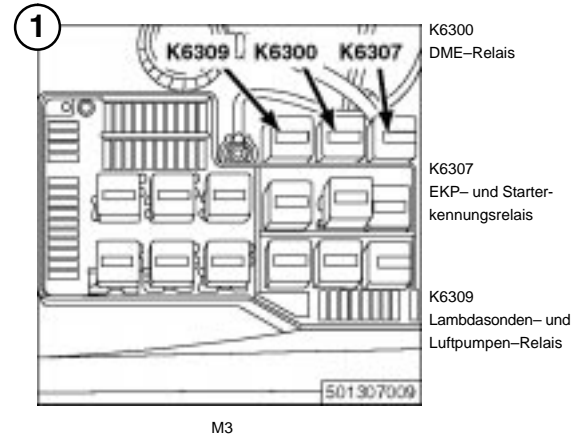 1
K6309 K6300 K6307
501307009
M3
K6300
DME–Relais
K6307
EKP– und Starter-
kennungsrelais
K6309
Lambdasonden– und
Luftpumpen–Relais